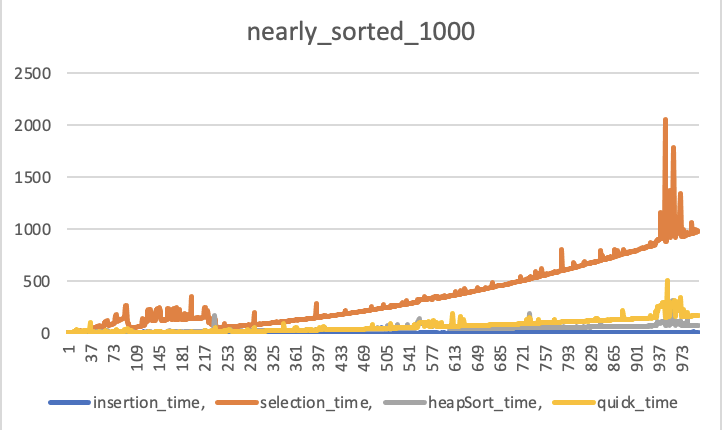 nearly_sorted_1000
2500
2000
1500
1000
500
0
1 37 73 109 145 181 217 253 289 325 361 397 433 469 505 541 577 613 649 685 721 757 793 829 865 901 937 973
insertion_time, selection_time, heapSort_time, quick_time